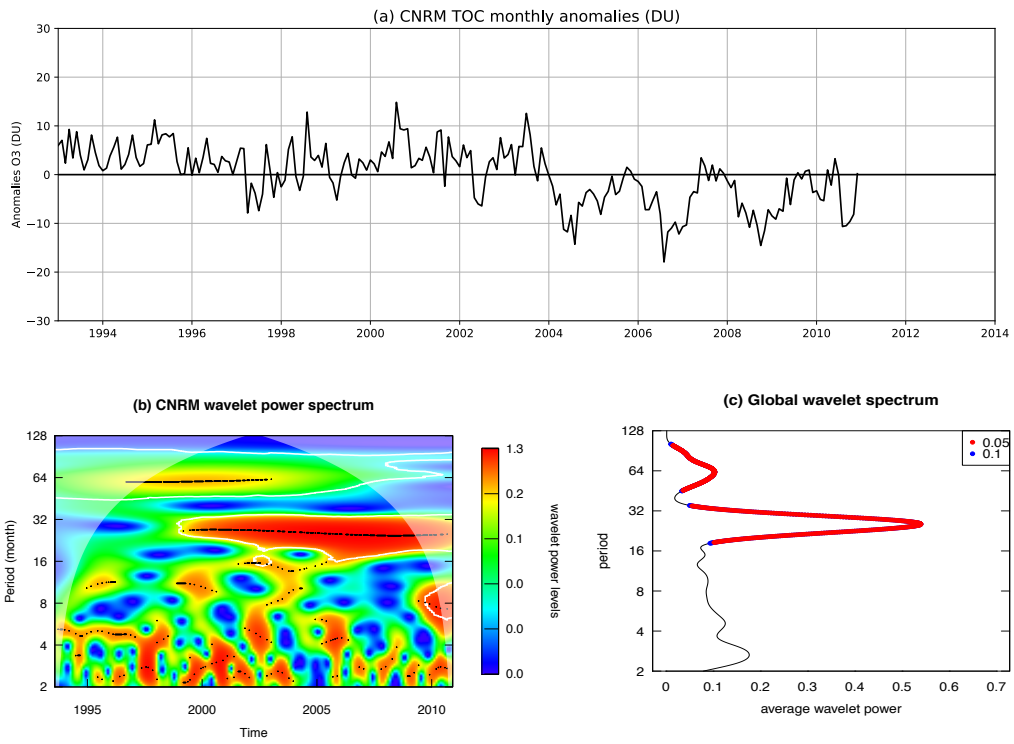 (a) CNRM TOC monthly anomalies (DU)
30
20
10
0
−10
−20
−30
Anomalies O3 (DU)
1994 1996 1998 2000 2002 2004 2006 2008 2010 2012 2014
(b) CNRM wavelet power spectrum
128
64
32
16
8
4
2
Period (month)
1995 2000 2005 2010
Time
1.3
0.2
0.1
0.0
0.0
0.0
wavelet power levels
(c) Global wavelet spectrum
128
64
32
16
8
4
2
period
0.05
0.1
0 0.1 0.2 0.3 0.4 0.5 0.6 0.7
average wavelet power